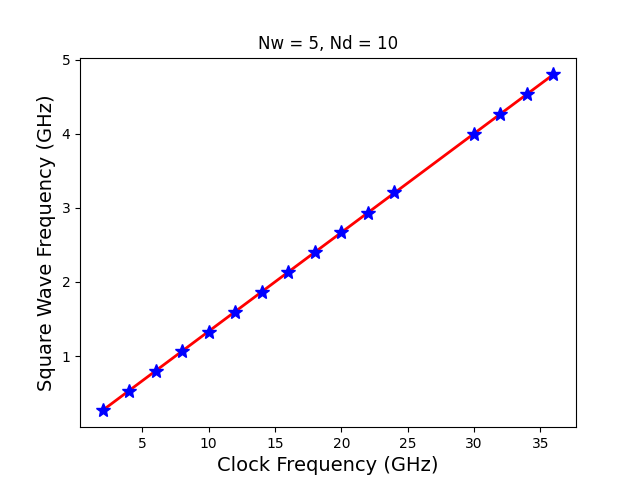 Nw = 5, Nd = 10
5
4
3
2
1
Square Wave Frequency (GHz)
5 10 15 20 25 30 35
Clock Frequency (GHz)